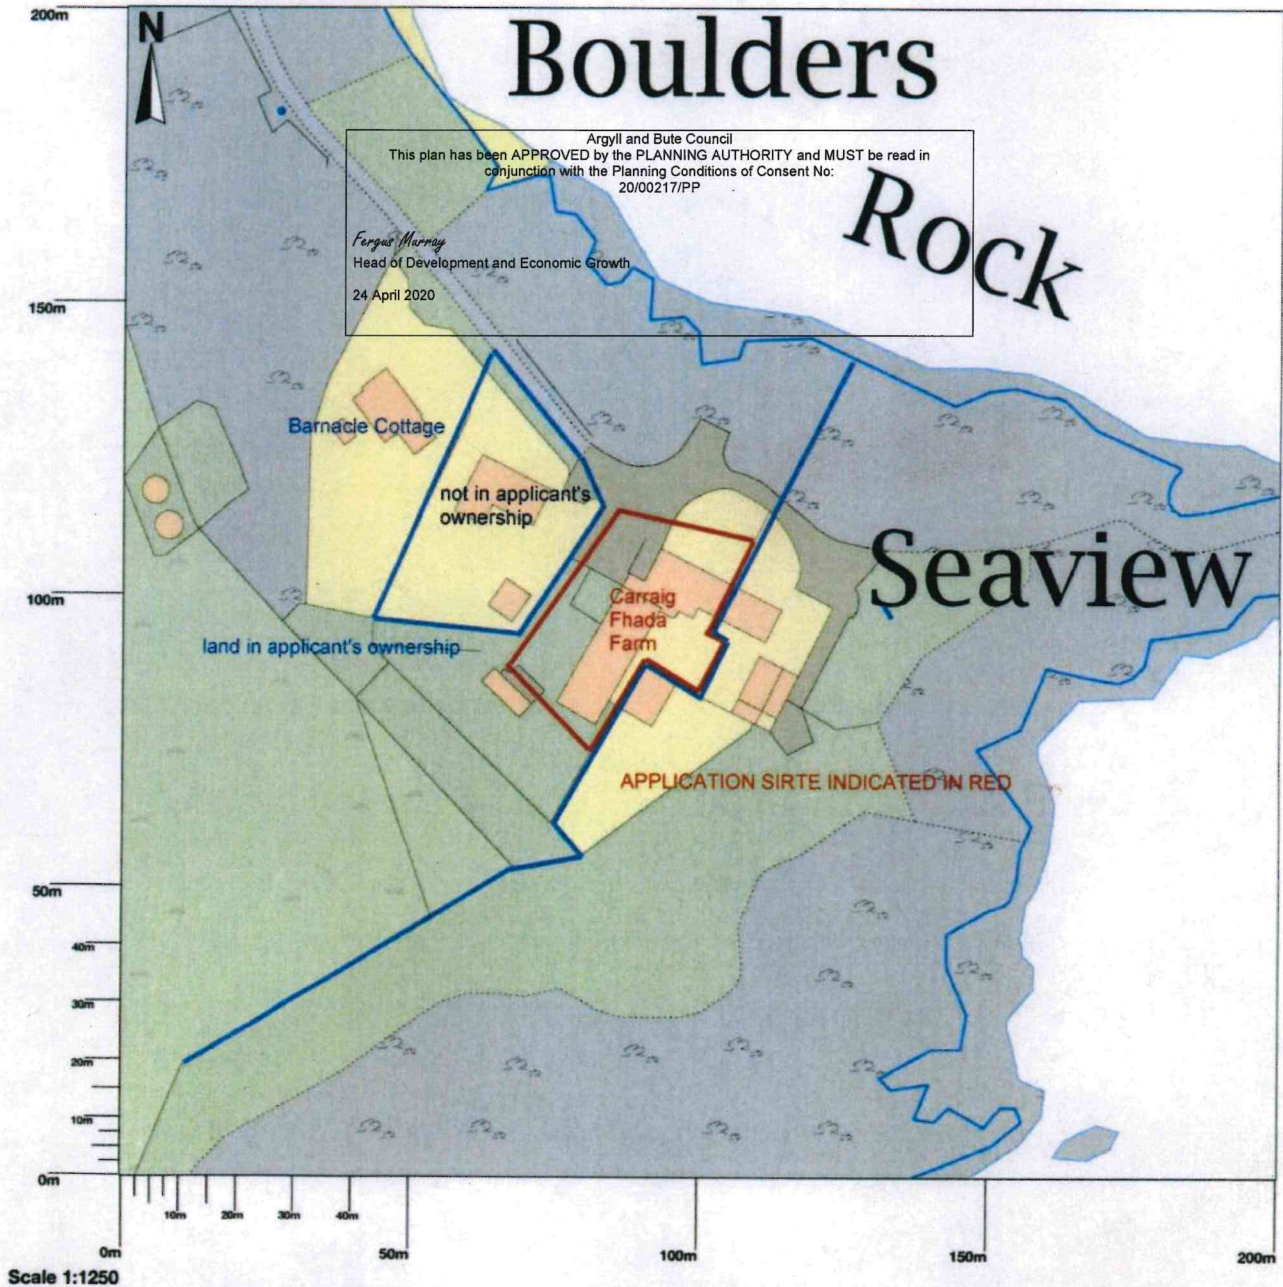 200m
N
Boulders
Argyll and Bute Council
This plan has been APPROVED by the PLANNING AUTHORITY and MUST be read in
conjunction with the Planning Conditions of Consent No:
20/00217/PP
Rock
Fergus Murray
Head of Development and Economic Growth
24 April 2020
150m
Barnacle Cottage
not in applicant's
ownership
Seaview
100m
Carraig
Fhada
Farm
land in applicant's ownership
APPLICATION SIRTE INDICATED IN RED
50m
40m
30m
20m
10m
0m
10m 20m 30m 40m
0m 50m 100m 150m 200m
Scale 1:1250